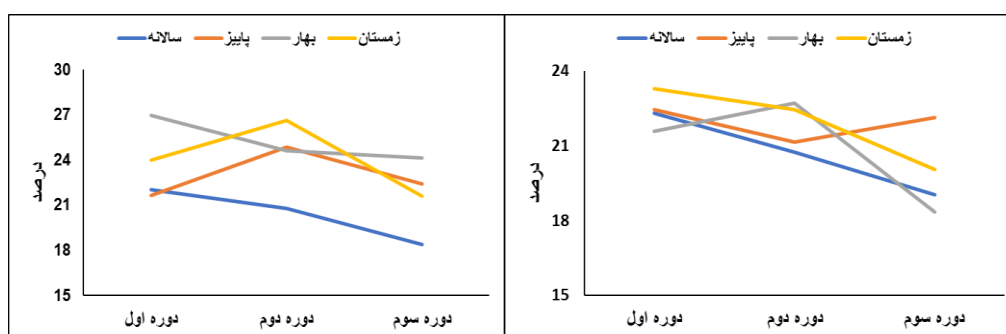 سالانه پاییز بهار زمستان
30
27
24
21
18
15
درصد
دوره اول دوره دوم دوره سوم
سالانه پاییز بهار زمستان
24
21
18
15
درصد
دوره اول دوره دوم دوره سوم